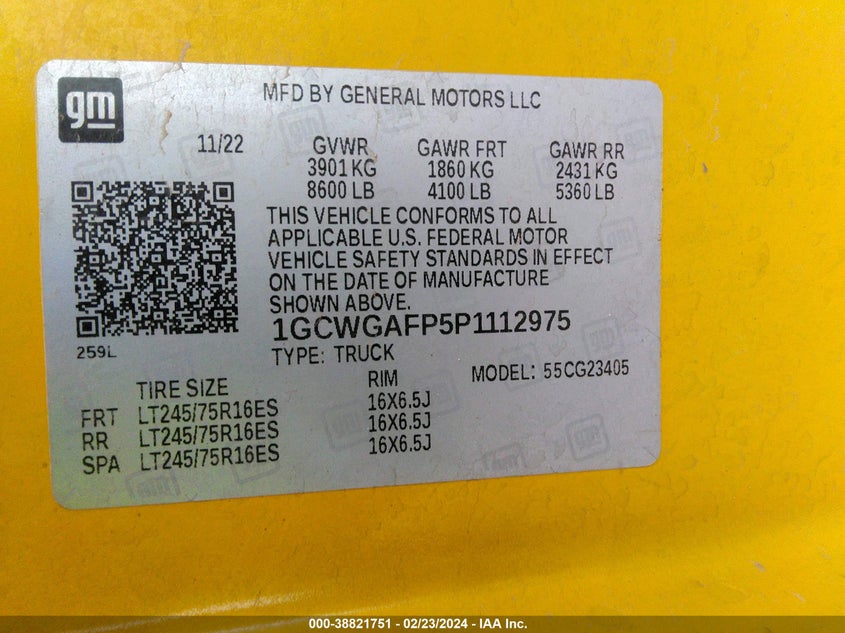 gm
MFD BY GENERAL MOTORS LLC
11/22 GVWR GAWR FRT GAWR RR
3901 KG 1860 KG 2431 KG
8600 LB 4100 LB 5360 LB
THIS VEHICLE CONFORMS TO ALL
APPLICABLE U.S. FEDERAL MOTOR
VEHICLE SAFETY STANDARDS IN EFFECT
ON THE DATE OF MANUFACTURE
SHOWN ABOVE.
1GCWGAFP5P1112975
259L
TYPE: TRUCK MODEL: 55CG23405
TIRE SIZE RIM
FRT LT245/75R16ES 16X6.5J
RR LT245/75R16ES 16X6.5J
SPA LT245/75R16ES 16X6.5J
000-38821751 - 02/23/2024 - IAA Inc.